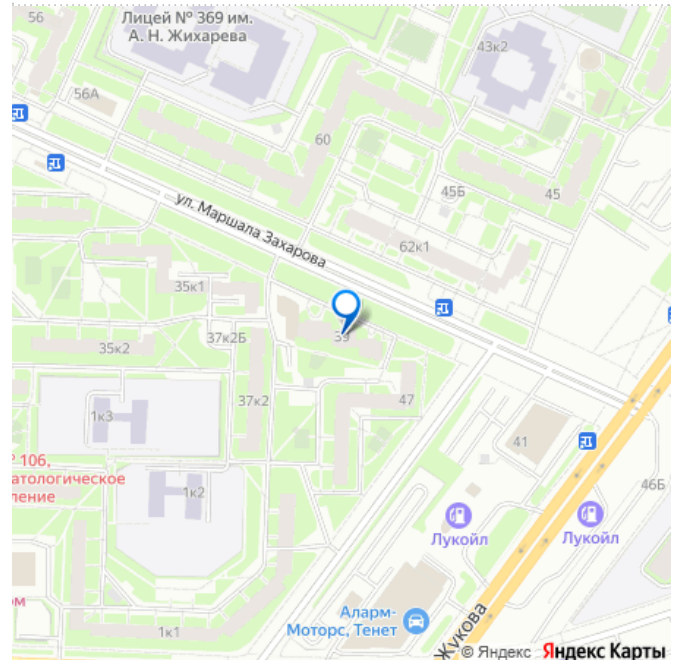 Лицей № 369 им.
А. Н. Жихарева
56
43к2
56А
60
45Б
45
ул. Маршала Захарова
62к1
35к1
39
37к2Б
35к2
37к2
47
1к3
41
№ 106,
атологическое
ление
1к2
46Б
Лукойл
Лукойл
ом
Аларм-
Моторс, Тенет
Жукова
1к1
© Яндекс Яндекс Карты